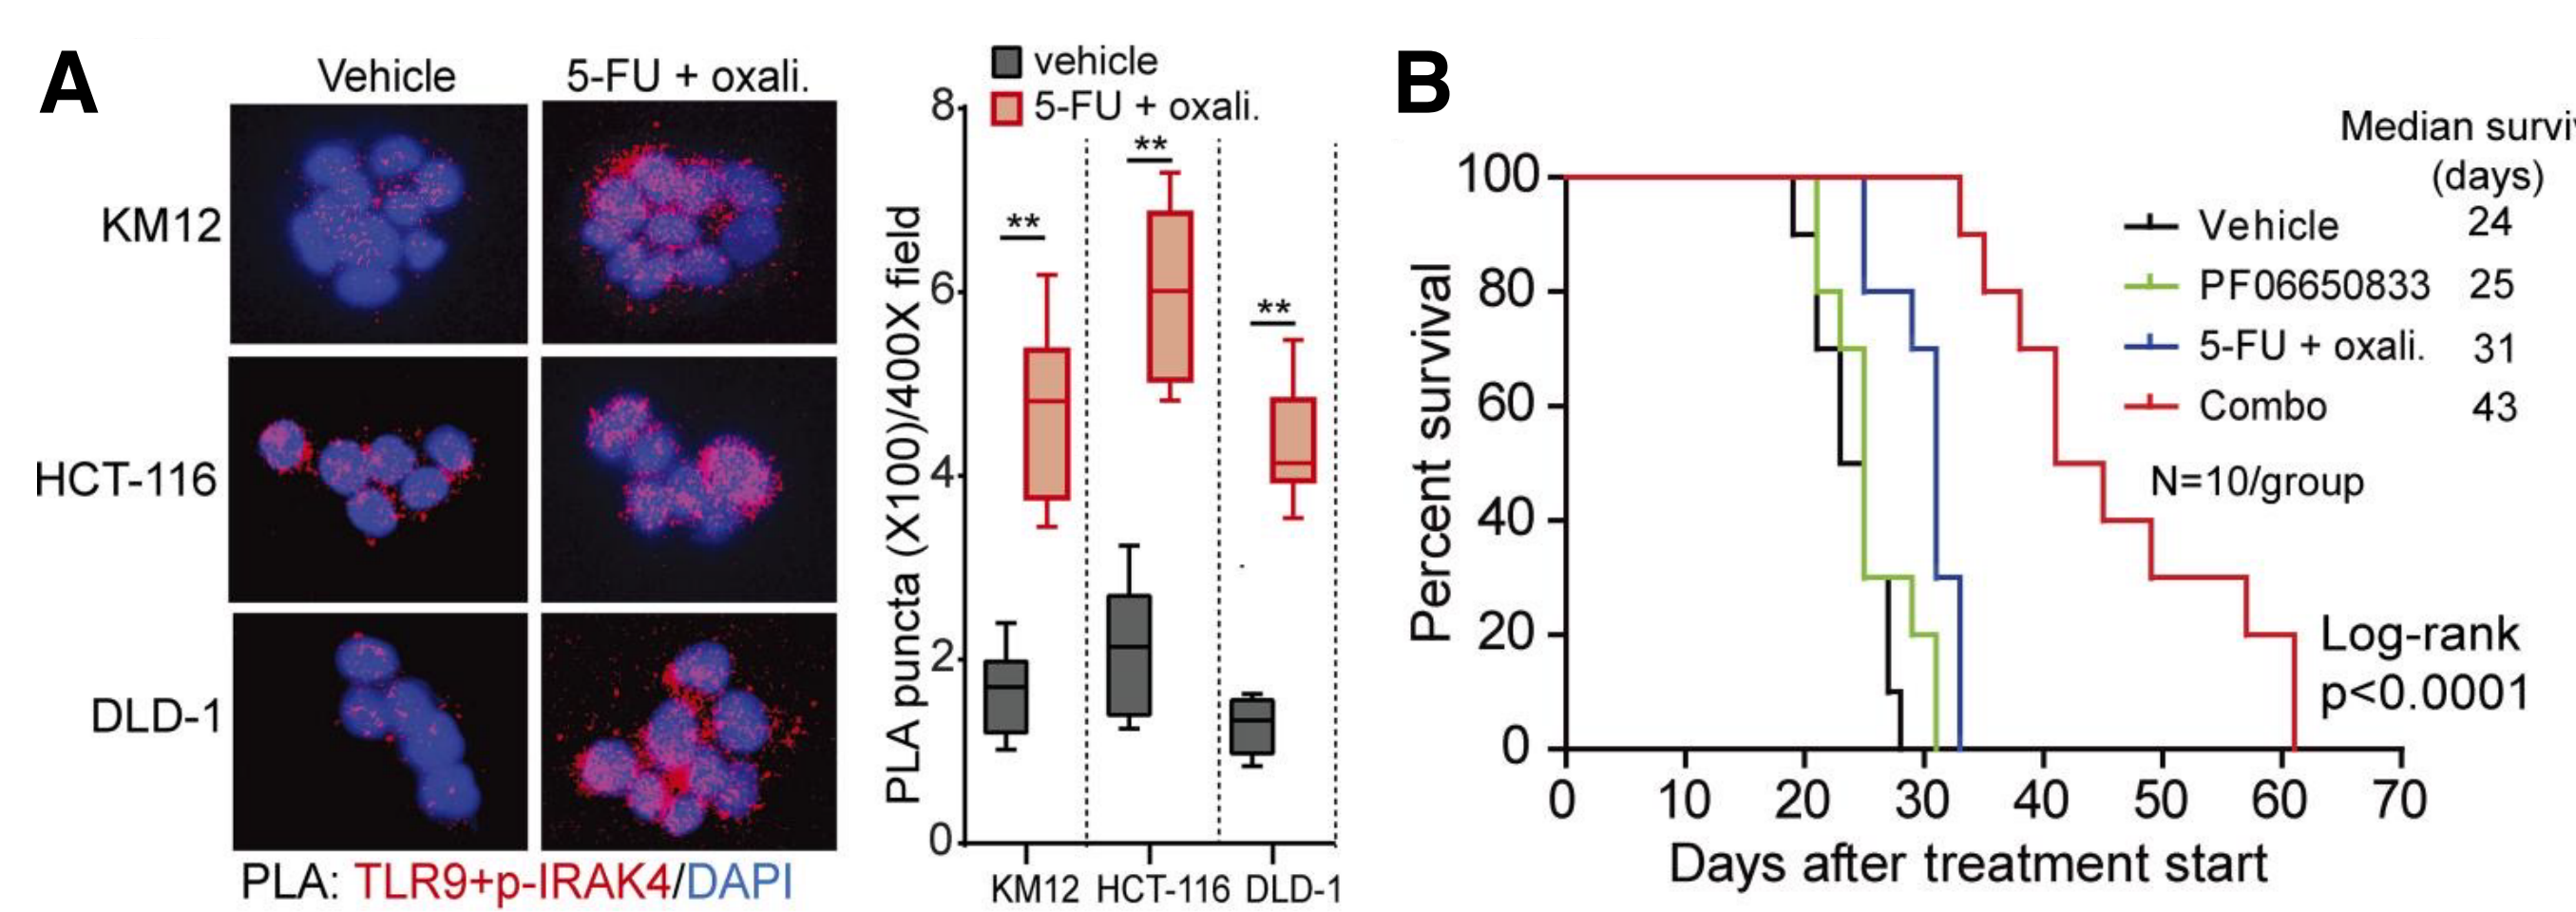 A
Vehicle
5-FU + oxali.
KM12
HCT-116
DLD-1
PLA: TLR9+p-IRAK4/DAPI
vehicle
5-FU + oxali.
PLA puncta (X100)/400X field
8
6
4
2
0
**
**
**
KM12
HCT-116
DLD-1
B
Percent survival
100
80
60
40
20
0
0 10 20 30 40 50 60 70
Days after treatment start
Median surviv
(days)
Vehicle 24
PF06650833 25
5-FU + oxali. 31
Combo 43
N=10/group
Log-rank
p<0.0001